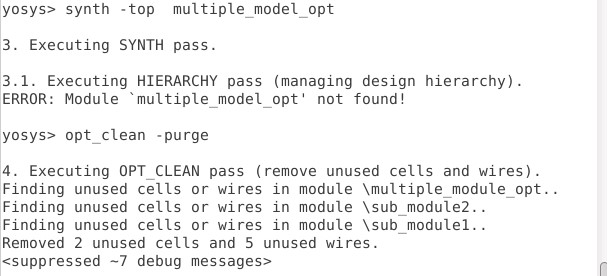 yosys> synth -top  multiple_model_opt
3. Executing SYNTH pass.
3.1. Executing HIERARCHY pass (managing design hierarchy).
ERROR: Module `multiple_model_opt' not found!
yosys> opt_clean -purge
4. Executing OPT_CLEAN pass (remove unused cells and wires).
Finding unused cells or wires in module \multiple_module_opt..
Finding unused cells or wires in module \sub_module2..
Finding unused cells or wires in module \sub_module1..
Removed 2 unused cells and 5 unused wires.
<suppressed ~7 debug messages>